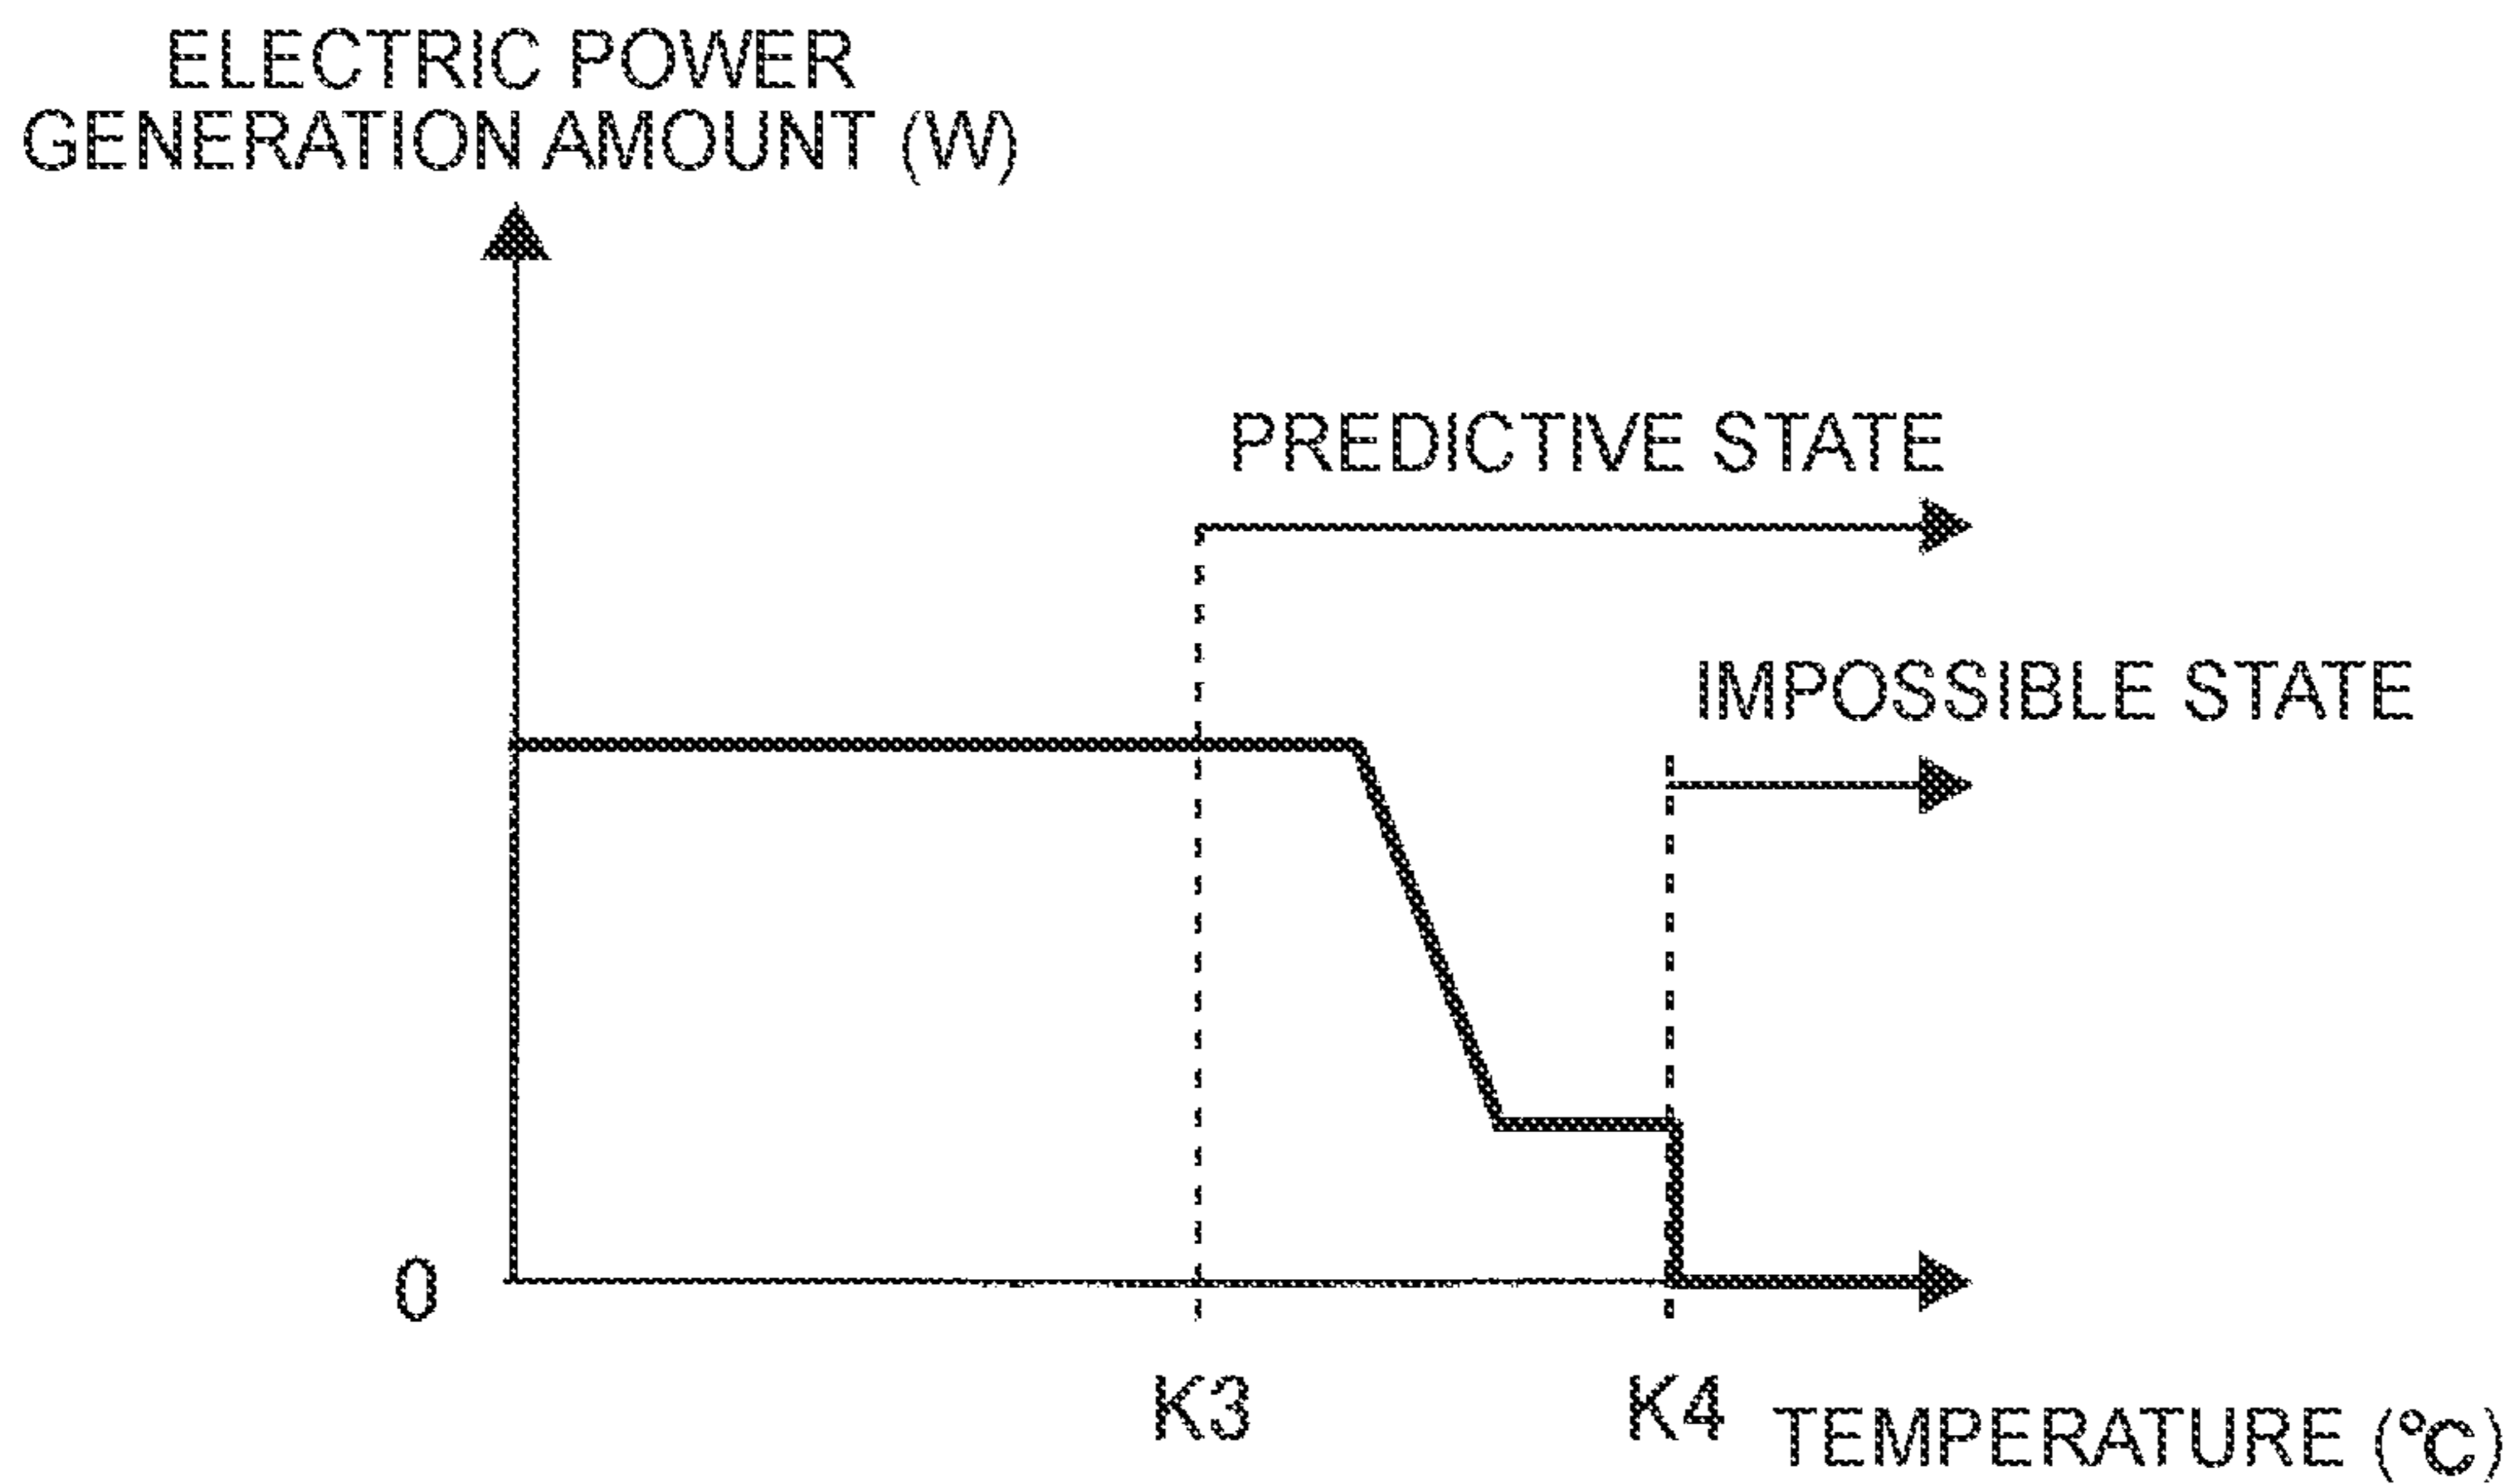 ELECTRIC POWER
GENERATION AMOUNT (W)
PREDICTIVE STATE
IMPOSSIBLE STATE
0
K3
K4
TEMPERATURE (°C)